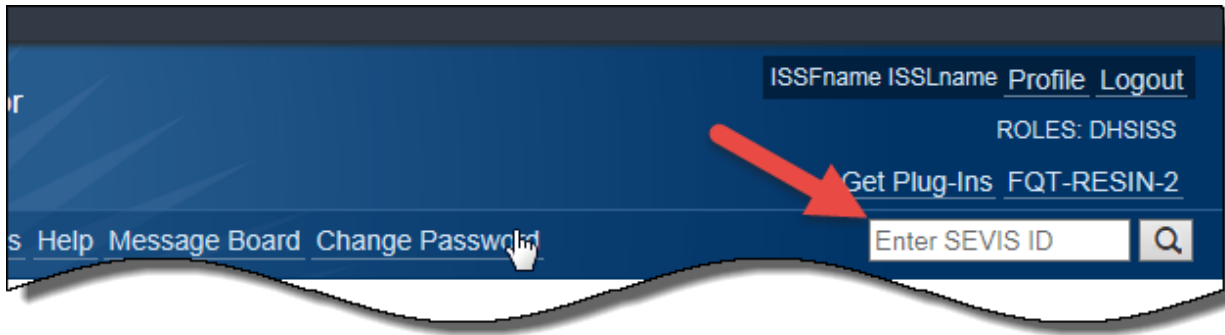 ISSFname ISSLname Profile Logout
ROLES: DHSISS
Get Plug-Ins FQT-RESIN-2
Help Message Board Change Password
Enter SEVIS ID